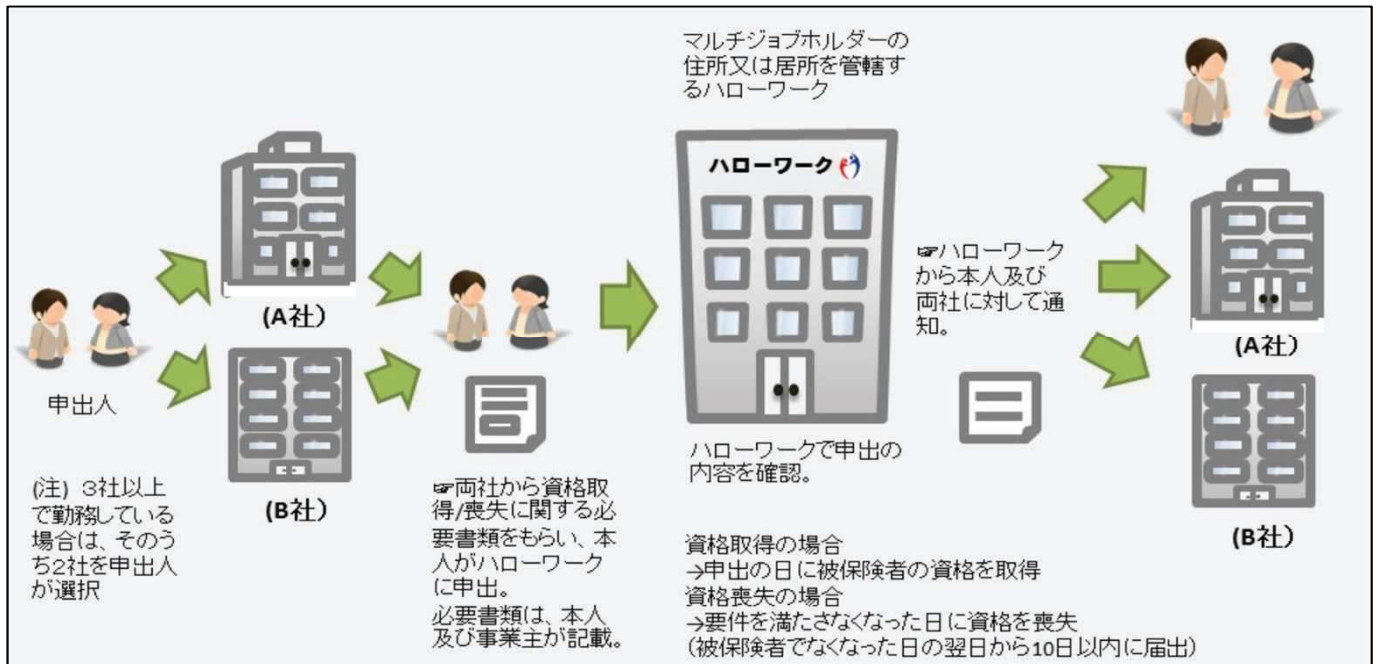 申出人
(注) 3社以上
で勤務している
場合は、そのう
ち2社を申出人
が選択
(A社)
(B社)
☞両社から資格取
得/喪失に関する必
要書類をもらい、本
人がハローワーク
に申出。
必要書類は、本人
及び事業主が記載。
マルチジョブホルダーの
住所又は居所を管轄す
るハローワーク
ハローワーク
ハローワークで申出の
内容を確認。
資格取得の場合
→申出の日に被保険者の資格を取得
資格喪失の場合
→要件を満たさなくなった日に資格を喪失
(被保険者でなくなった日の翌日から10日以内に届出)
☞ハローワーク
から本人及び
両社に対して通
知。
(A社)
(B社)